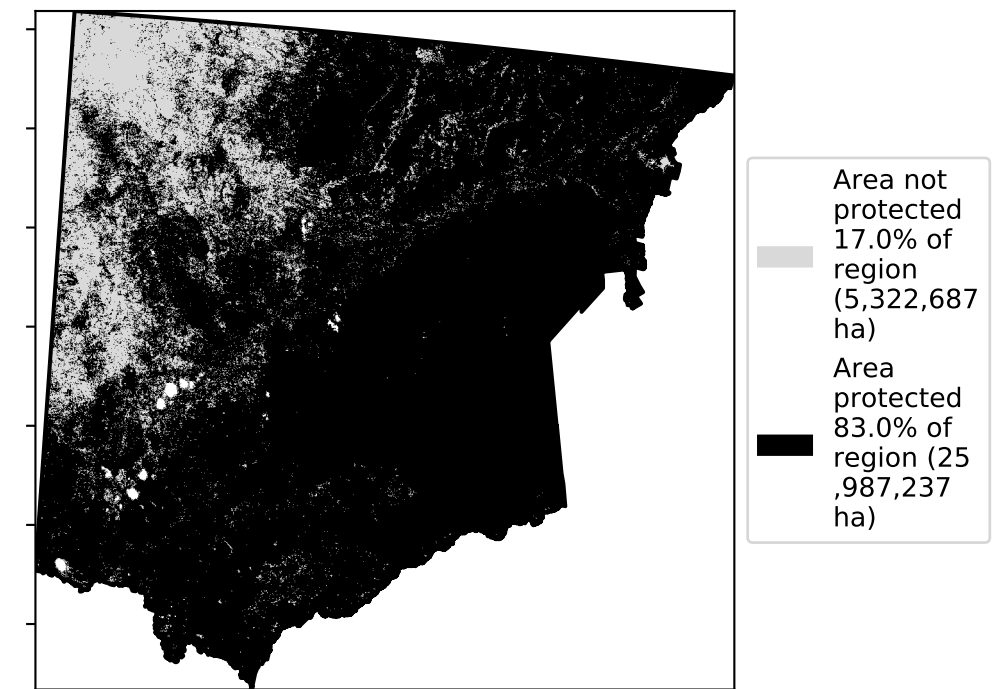 Area not
protected
17.0% of
region
(5,322,687
ha)
Area
protected
83.0% of
region (25
,987,237
ha)